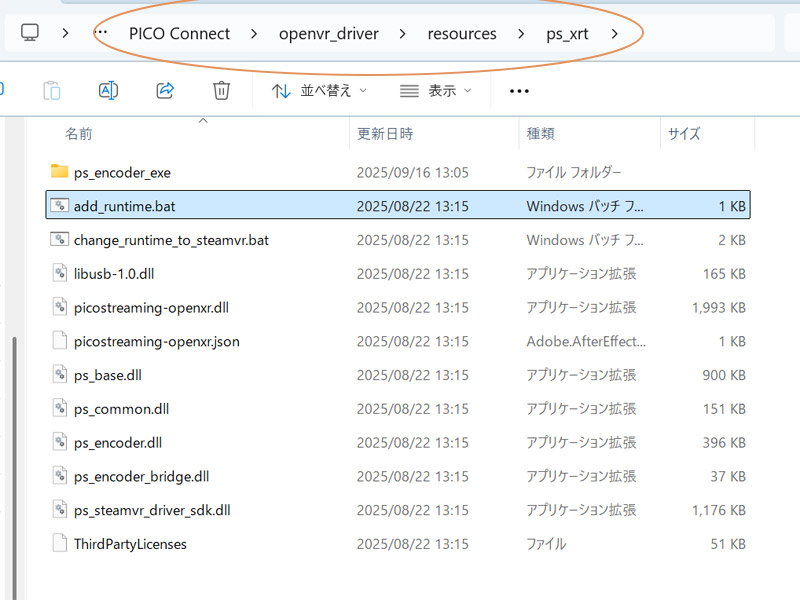 … PICO Connect > openvr_driver > resources > ps_xrt >
並べ替え 表示 •••
名前 更新日時 種類 サイズ
ps_encoder_exe 2025/09/16 13:05 ファイル フォルダー
add_runtime.bat 2025/08/22 13:15 Windows バッチ フ... 1 KB
change_runtime_to_steamvr.bat 2025/08/22 13:15 Windows バッチ フ... 2 KB
libusb-1.0.dll 2025/08/22 13:15 アプリケーション拡張 165 KB
picostreaming-openxr.dll 2025/08/22 13:15 アプリケーション拡張 1,993 KB
picostreaming-openxr.json 2025/08/22 13:15 Adobe.AfterEffect... 1 KB
ps_base.dll 2025/08/22 13:15 アプリケーション拡張 900 KB
ps_common.dll 2025/08/22 13:15 アプリケーション拡張 151 KB
ps_encoder.dll 2025/08/22 13:15 アプリケーション拡張 396 KB
ps_encoder_bridge.dll 2025/08/22 13:15 アプリケーション拡張 37 KB
ps_steamvr_driver_sdk.dll 2025/08/22 13:15 アプリケーション拡張 1,176 KB
ThirdPartyLicenses 2025/08/22 13:15 ファイル 51 KB